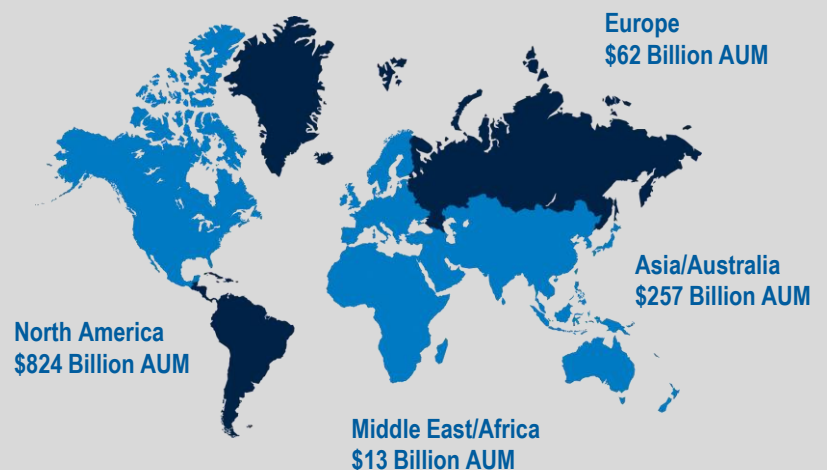 Europe
$62 Billion AUM
Asia/Australia
$257 Billion AUM
North America
$824 Billion AUM
Middle East/Africa
$13 Billion AUM